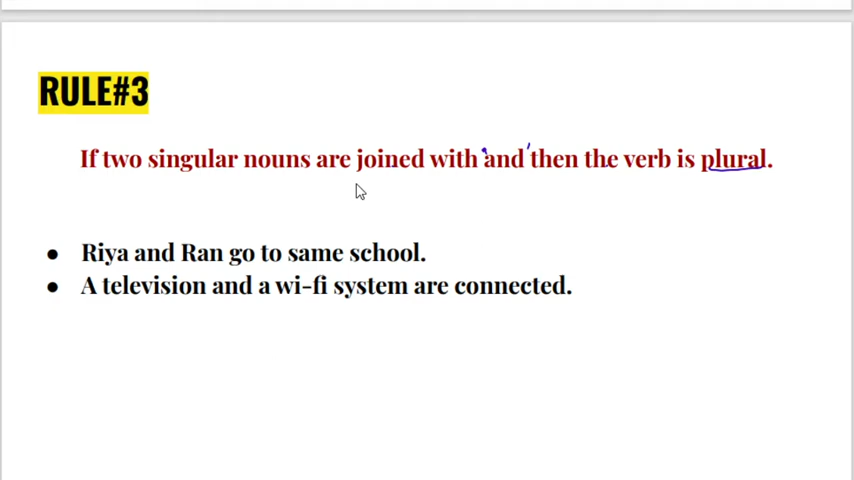 RULE#3
If two singular nouns are joined with 'and' then the verb is plural.
● Riya and Ran go to same school.
● A television and a wi-fi system are connected.